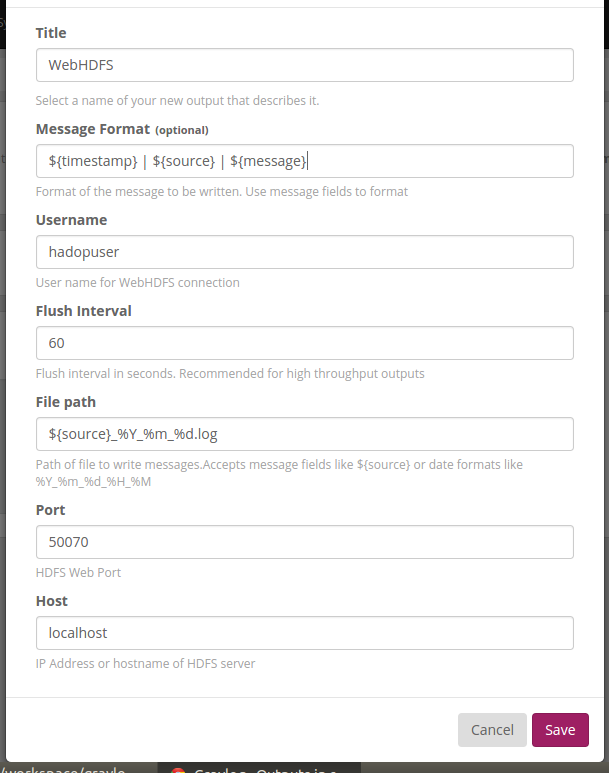 Title
WebHDFS
Select a name of your new output that describes it.
Message Format (optional)
${timestamp} | ${source} | ${message}
Format of the message to be written. Use message fields to format
Username
hadopuser
User name for WebHDFS connection
Flush Interval
60
Flush interval in seconds. Recommended for high throughput outputs
File path
${source}_%Y_%m_%d.log
Path of file to write messages.Accepts message fields like ${source} or date formats like
%Y_%m_%d_%H_%M
Port
50070
HDFS Web Port
Host
localhost
IP Address or hostname of HDFS server
Cancel Save